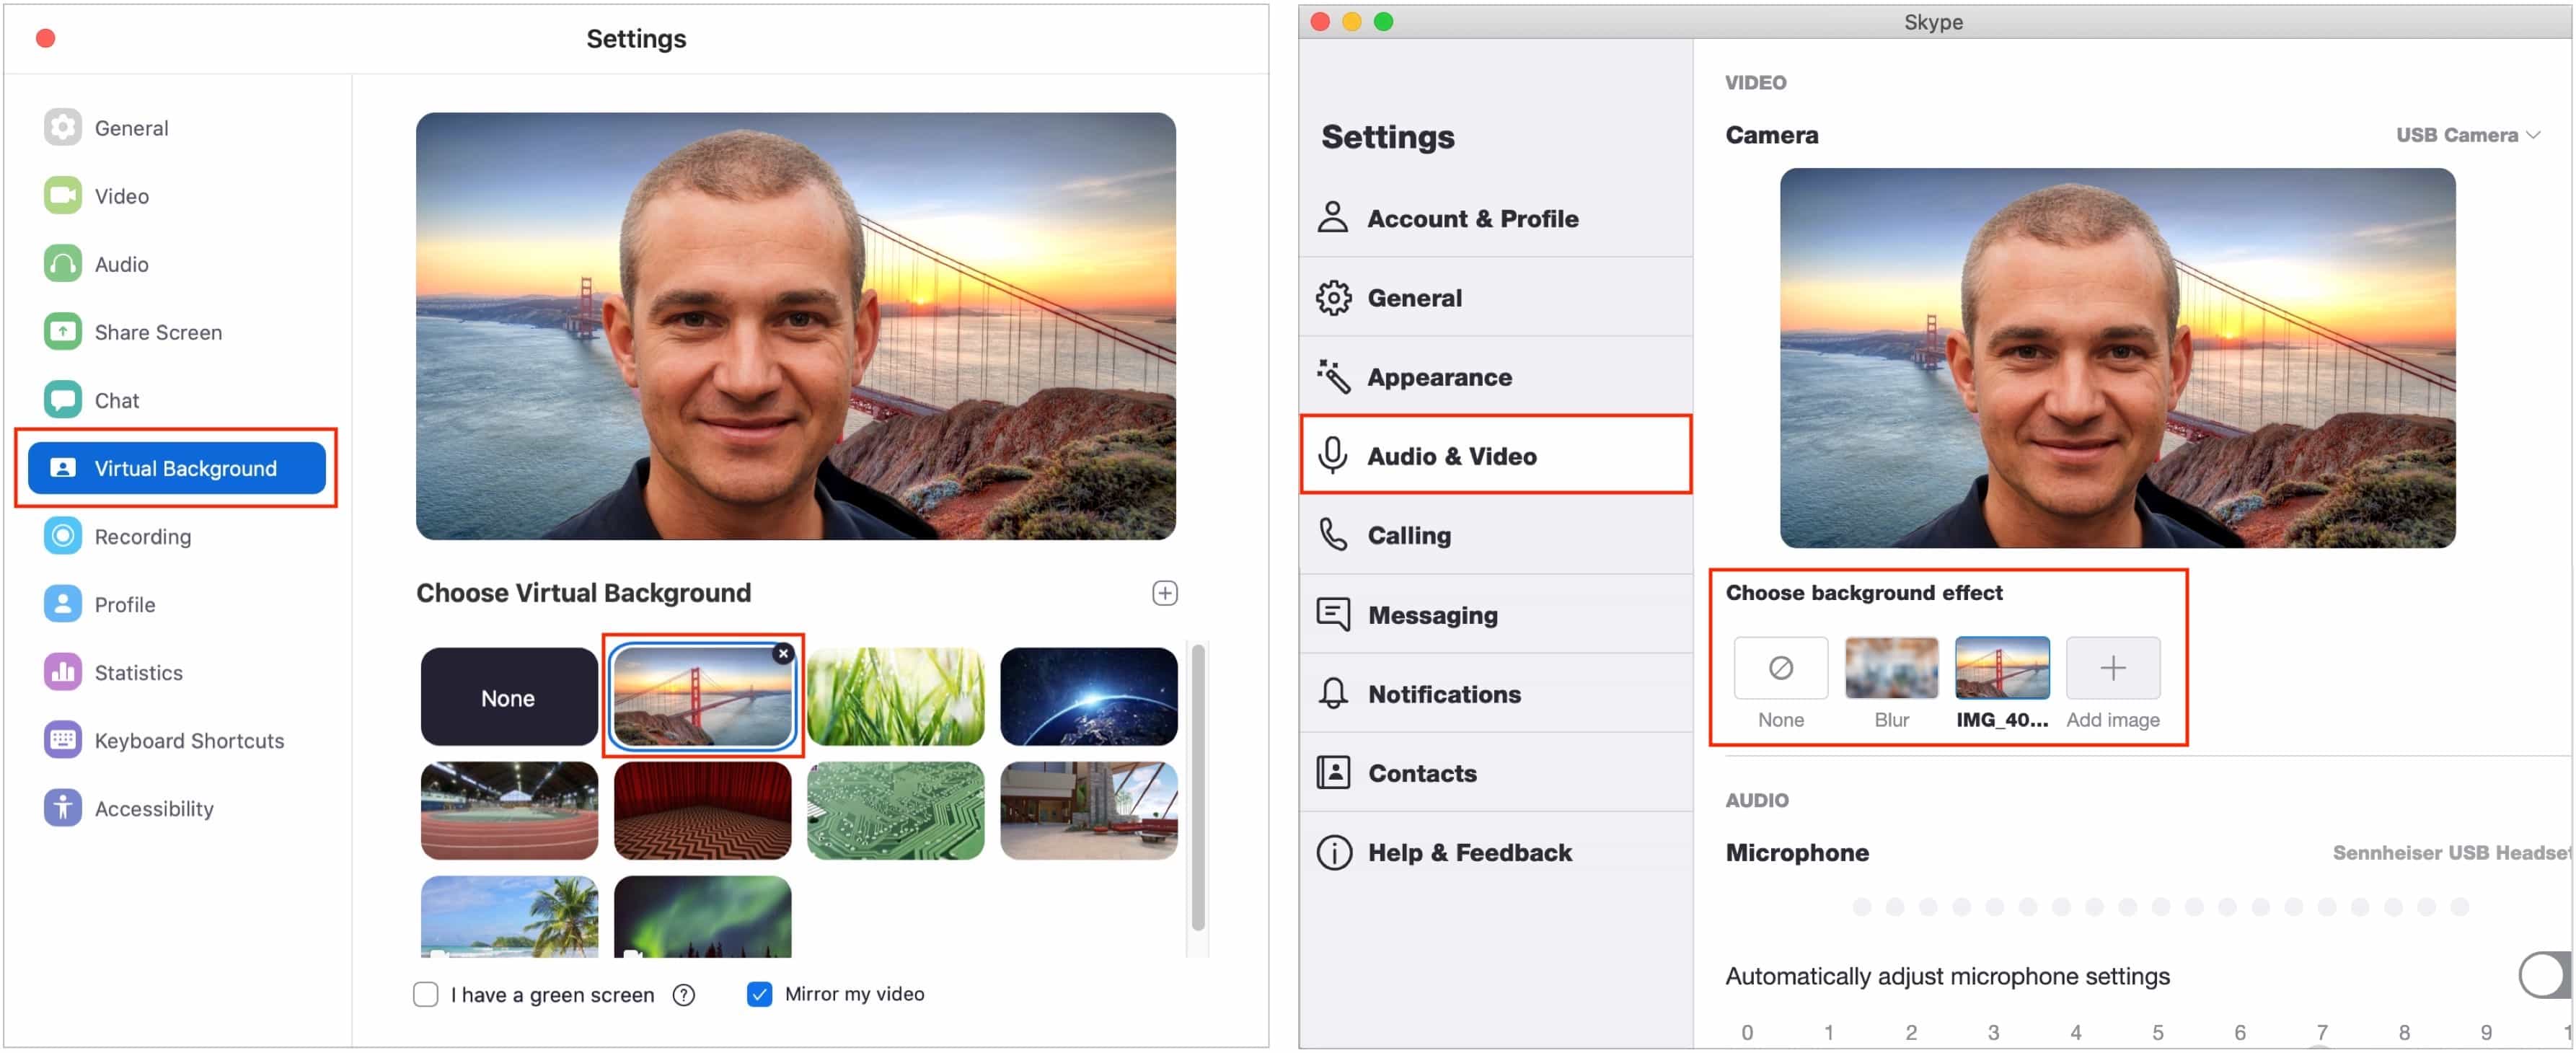 Settings
General
Video
Audio
Share Screen
Chat
Virtual Background
Recording
Profile
Statistics
Keyboard Shortcuts
Accessibility
Choose Virtual Background
None
I have a green screen
Mirror my video
Skype
Settings
Account & Profile
General
Appearance
Audio & Video
Calling
Messaging
Notifications
Contacts
Help & Feedback
VIDEO
Camera USB Camera
Choose background effect
None Blur IMG_40... Add image
AUDIO
Microphone Sennheiser USB Headset
Automatically adjust microphone settings
0 1 2 3 4 5 6 7 8 9 1